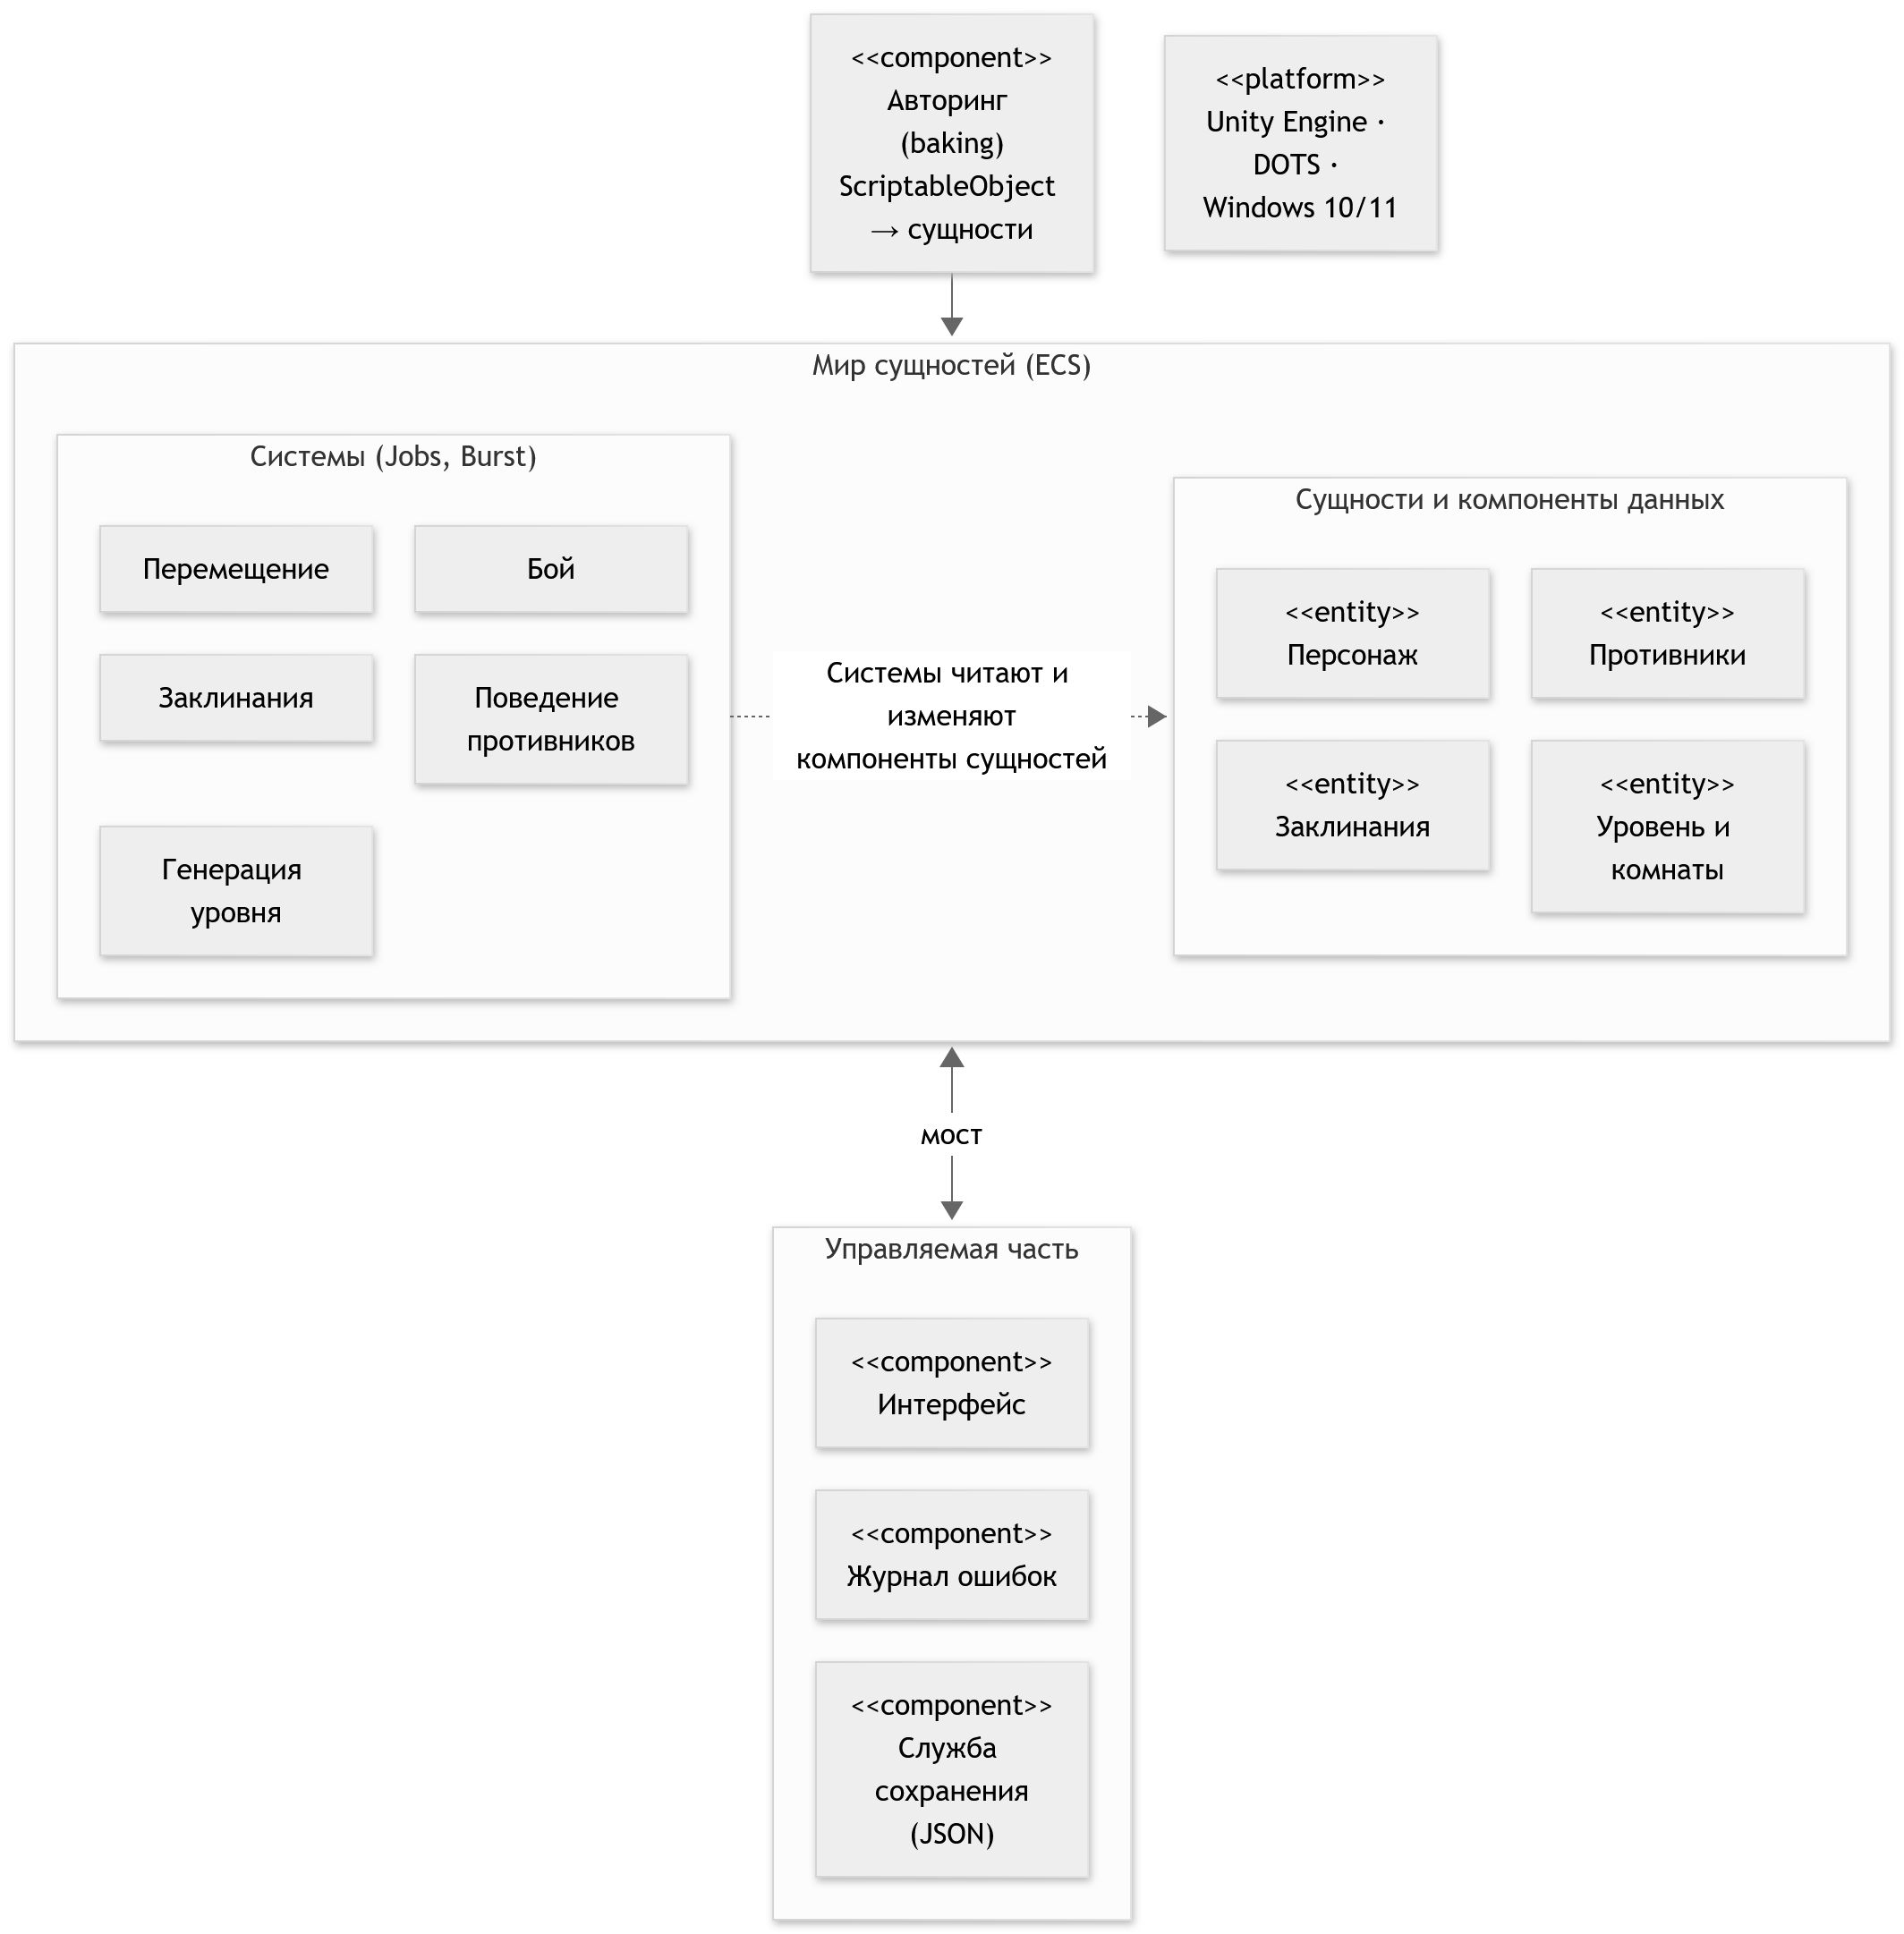 <<component>>
Авторинг
(baking)
ScriptableObject
→ сущности
<<platform>>
Unity Engine ·
DOTS ·
Windows 10/11
Мир сущностей (ECS)
Системы (Jobs, Burst)
Перемещение
Бой
Заклинания
Поведение
противников
Генерация
уровня
Системы читают и
изменяют
компоненты сущностей
Сущности и компоненты данных
<<entity>>
Персонаж
<<entity>>
Противники
<<entity>>
Заклинания
<<entity>>
Уровень и
комнаты
мост
Управляемая часть
<<component>>
Интерфейс
<<component>>
Журнал ошибок
<<component>>
Служба
сохранения
(JSON)